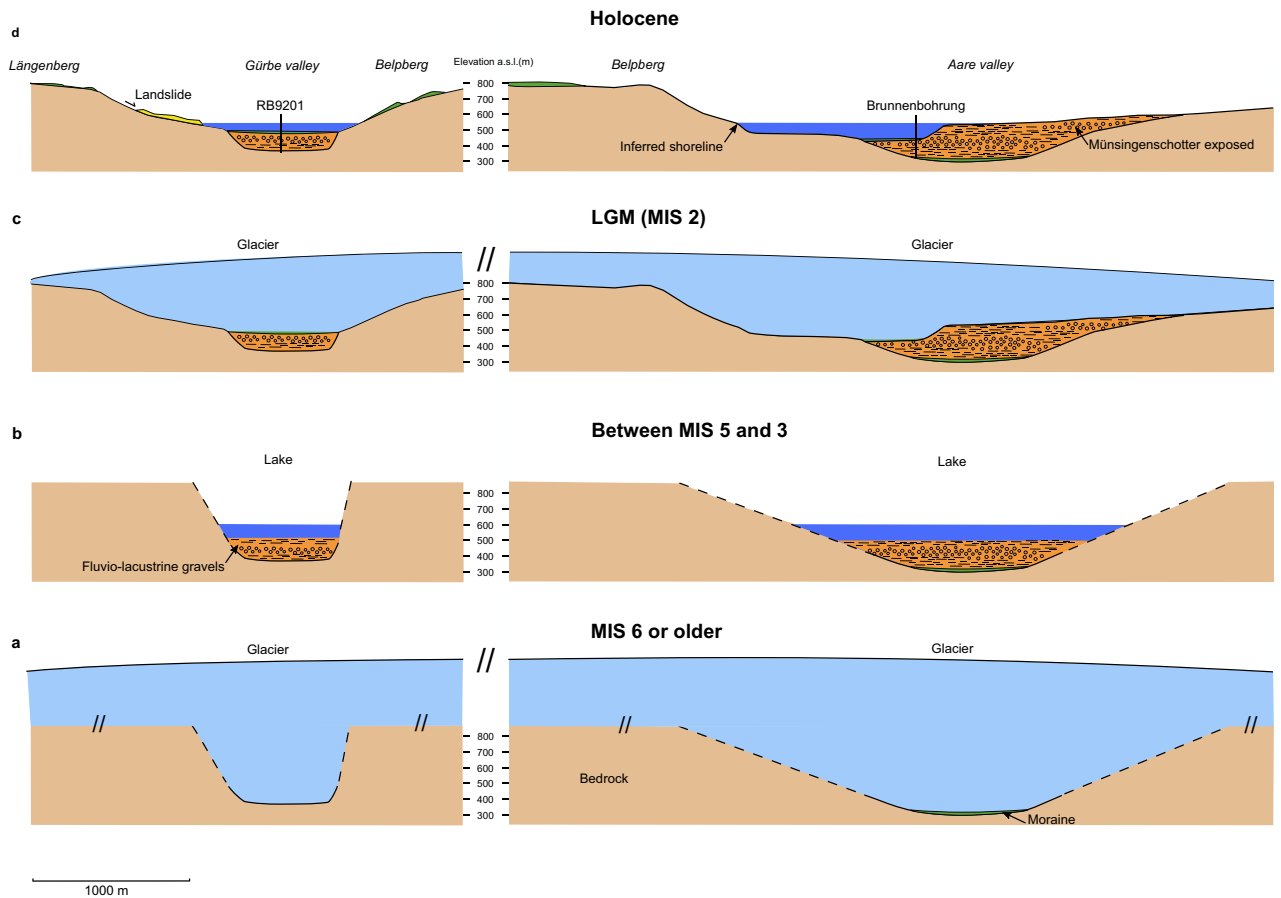 Holocene
d
Längenberg
Gürbe valley
Belpberg
Elevation a.s.l.(m)
Belpberg
Aare valley
Landslide
RB9201
Brunnenbohrung
800
700
600
500
400
300
Inferred shoreline
Münsingenschotter exposed
c
LGM (MIS 2)
Glacier
//
Glacier
800
700
600
500
400
300
b
Between MIS 5 and 3
Lake
Lake
800
700
600
500
400
300
Fluvio-lacustrine gravels
a
MIS 6 or older
Glacier
//
Glacier
//
//
//
//
800
700
600
500
400
300
Bedrock
Moraine
1000 m